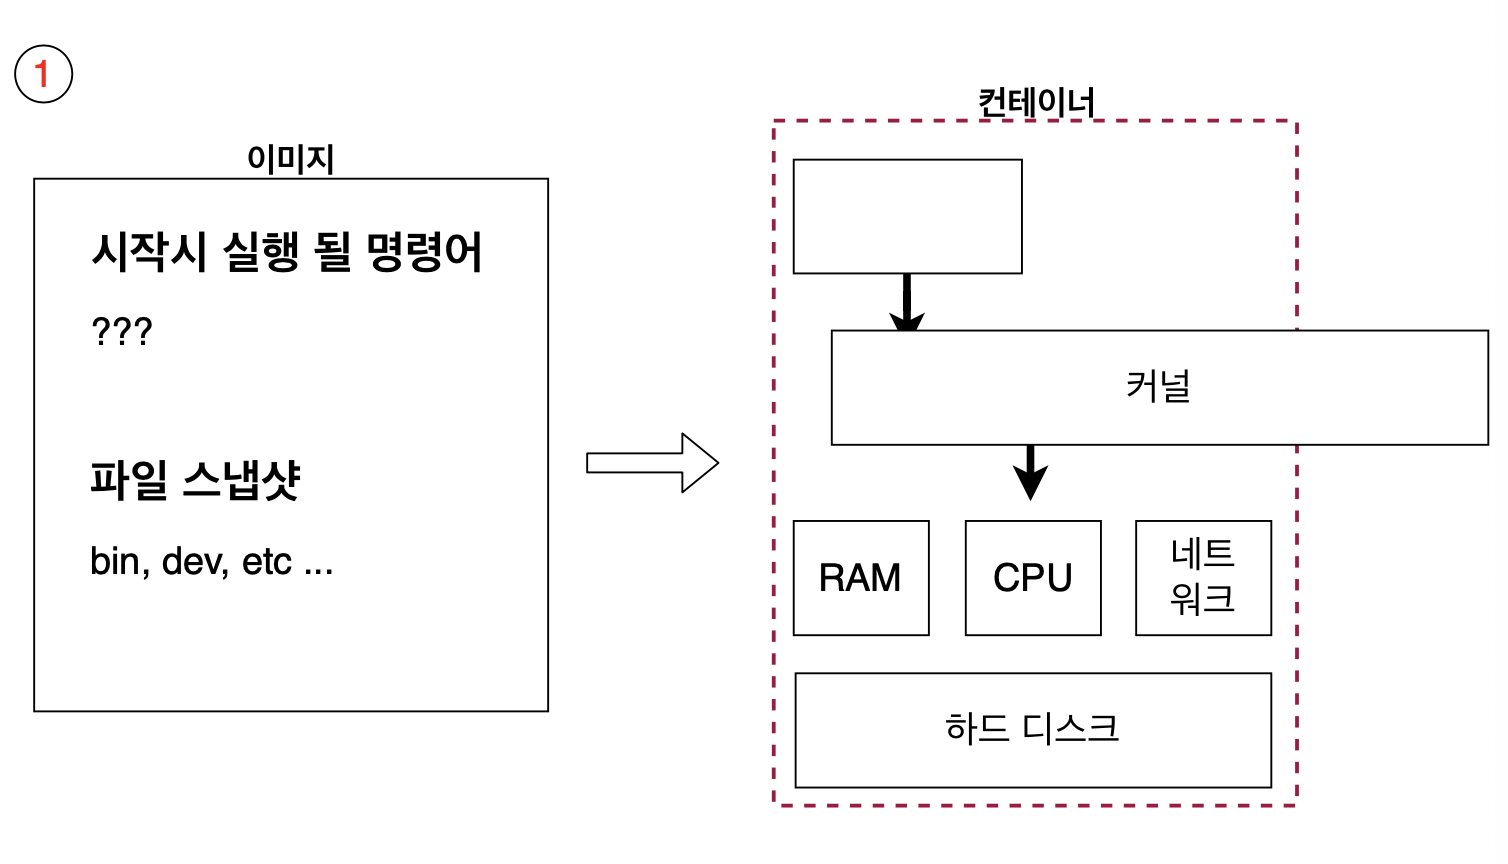 1
이미지
시작시 실행 될 명령어
???
파일 스냅샷
bin, dev, etc ...
컨테이너
커널
RAM
CPU
네트
워크
하드 디스크